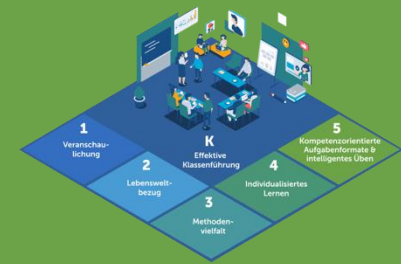 1
Veranschau-
lichung
2
Lebenswelt-
bezug
3
Methoden-
vielfalt
K
Effektive
Klassenführung
4
Individualisiertes
Lernen
5
Kompetenzorientierte
Aufgabenformate &
intelligentes Üben